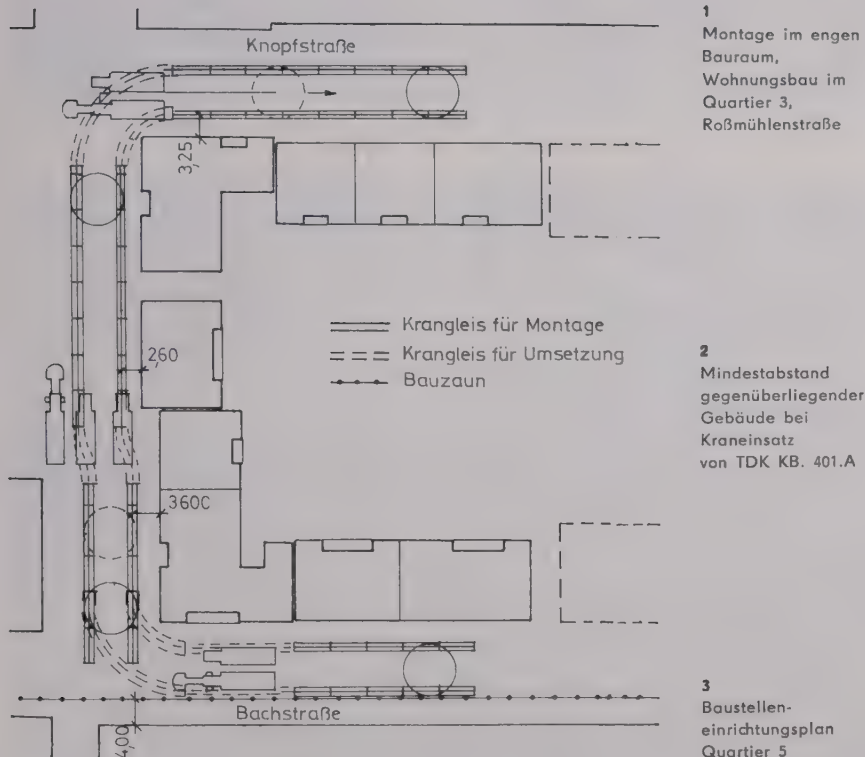 Knopfstraße
3,25
Krangleis für Montage
Krangleis für Umsetzung
Bauzaun
,260
3600
Bachstraße
,400
1
Montage im engen
Bauraum,
Wohnungsbau im
Quartier 3,
Roßmühlenstraße
2
Mindestabstand
gegenüberliegender
Gebäude bei
Kraneinsatz
von TDK KB. 401.A
3
Baustellen-
einrichtungsplan
Quartier 5